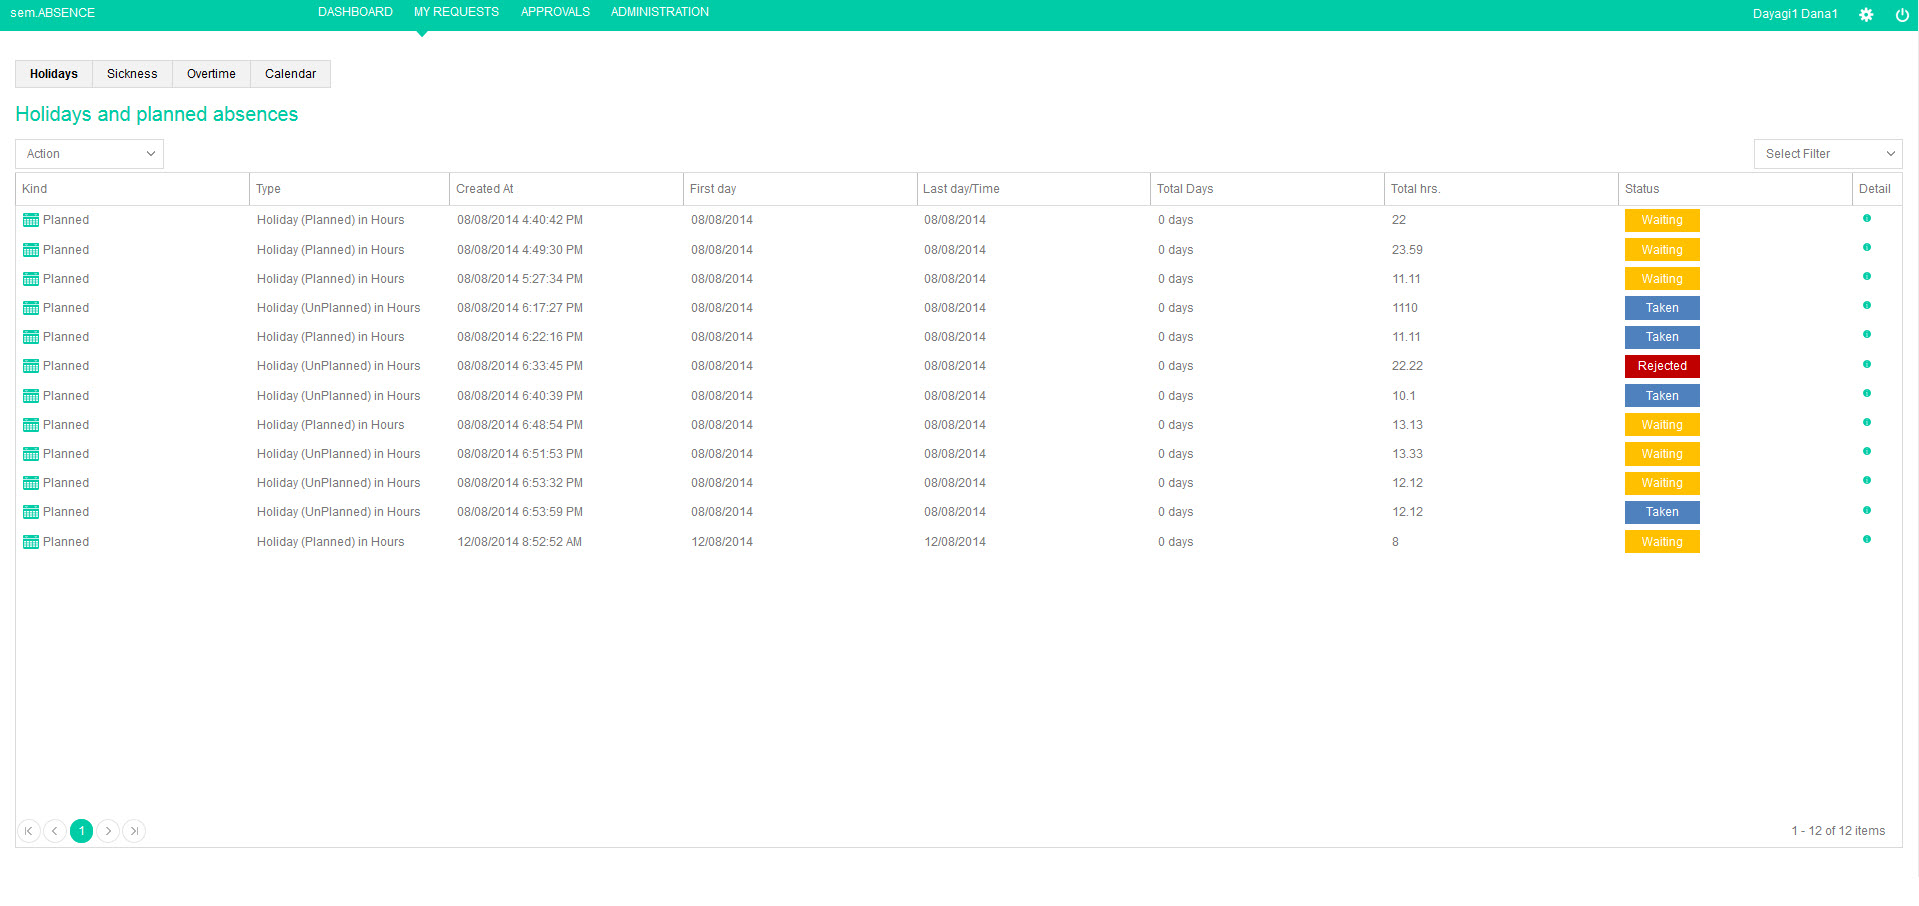 sem.ABSENCE DASHBOARD MY REQUESTS APPROVALS ADMINISTRATION Dayagi1 Dana1
Holidays Sickness Overtime Calendar
Holidays and planned absences
Action Select Filter
Kind Type Created At First day Last day/Time Total Days Total hrs. Status Detail
Planned Holiday (Planned) in Hours 08/08/2014 4:40:42 PM 08/08/2014 08/08/2014 0 days 22 Waiting
Planned Holiday (Planned) in Hours 08/08/2014 4:49:30 PM 08/08/2014 08/08/2014 0 days 23.59 Waiting
Planned Holiday (Planned) in Hours 08/08/2014 5:27:34 PM 08/08/2014 08/08/2014 0 days 11.11 Waiting
Planned Holiday (UnPlanned) in Hours 08/08/2014 6:17:27 PM 08/08/2014 08/08/2014 0 days 1110 Taken
Planned Holiday (Planned) in Hours 08/08/2014 6:22:16 PM 08/08/2014 08/08/2014 0 days 11.11 Taken
Planned Holiday (UnPlanned) in Hours 08/08/2014 6:33:45 PM 08/08/2014 08/08/2014 0 days 22.22 Rejected
Planned Holiday (UnPlanned) in Hours 08/08/2014 6:40:39 PM 08/08/2014 08/08/2014 0 days 10.1 Taken
Planned Holiday (Planned) in Hours 08/08/2014 6:48:54 PM 08/08/2014 08/08/2014 0 days 13.13 Waiting
Planned Holiday (UnPlanned) in Hours 08/08/2014 6:51:53 PM 08/08/2014 08/08/2014 0 days 13.33 Waiting
Planned Holiday (UnPlanned) in Hours 08/08/2014 6:53:32 PM 08/08/2014 08/08/2014 0 days 12.12 Waiting
Planned Holiday (UnPlanned) in Hours 08/08/2014 6:53:59 PM 08/08/2014 08/08/2014 0 days 12.12 Taken
Planned Holiday (Planned) in Hours 12/08/2014 8:52:52 AM 12/08/2014 12/08/2014 0 days 8 Waiting
1 1 - 12 of 12 items